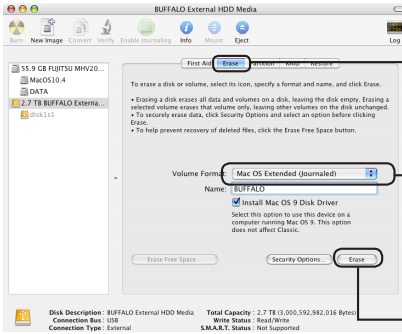 BUFFALO External HDD Media
Burn New Image Convert Verify Enable Journaling Info Mount Eject Log
First Aid Erase Partition RAID Restore
55.9 GB FUJITSU MHV20...
MacOS10.4
DATA
2.7 TB BUFFALO Externa...
disk1s1
To erase a disk or volume, select its icon, specify a format and name, and click Erase.
• Erasing a disk erases all data and volumes on a disk, leaving the disk empty. Erasing a
selected volume erases that volume only, leaving other volumes on the disk unchanged.
• To securely erase data, click Security Options and select an option before clicking
Erase.
• To help prevent recovery of deleted files, click the Erase Free Space button.
Volume Format: Mac OS Extended (Journaled)
Name: BUFFALO
Install Mac OS 9 Disk Driver
Select this option to use this device on a
computer running Mac OS 9. This option
does not affect Classic.
Erase Free Space... Security Options... Erase
Disk Description : BUFFALO External HDD Media Total Capacity : 2.7 TB (3,000,592,982,016 Bytes)
Connection Bus : USB Write Status : Read/Write
Connection Type : External S.M.A.R.T. Status : Not Supported